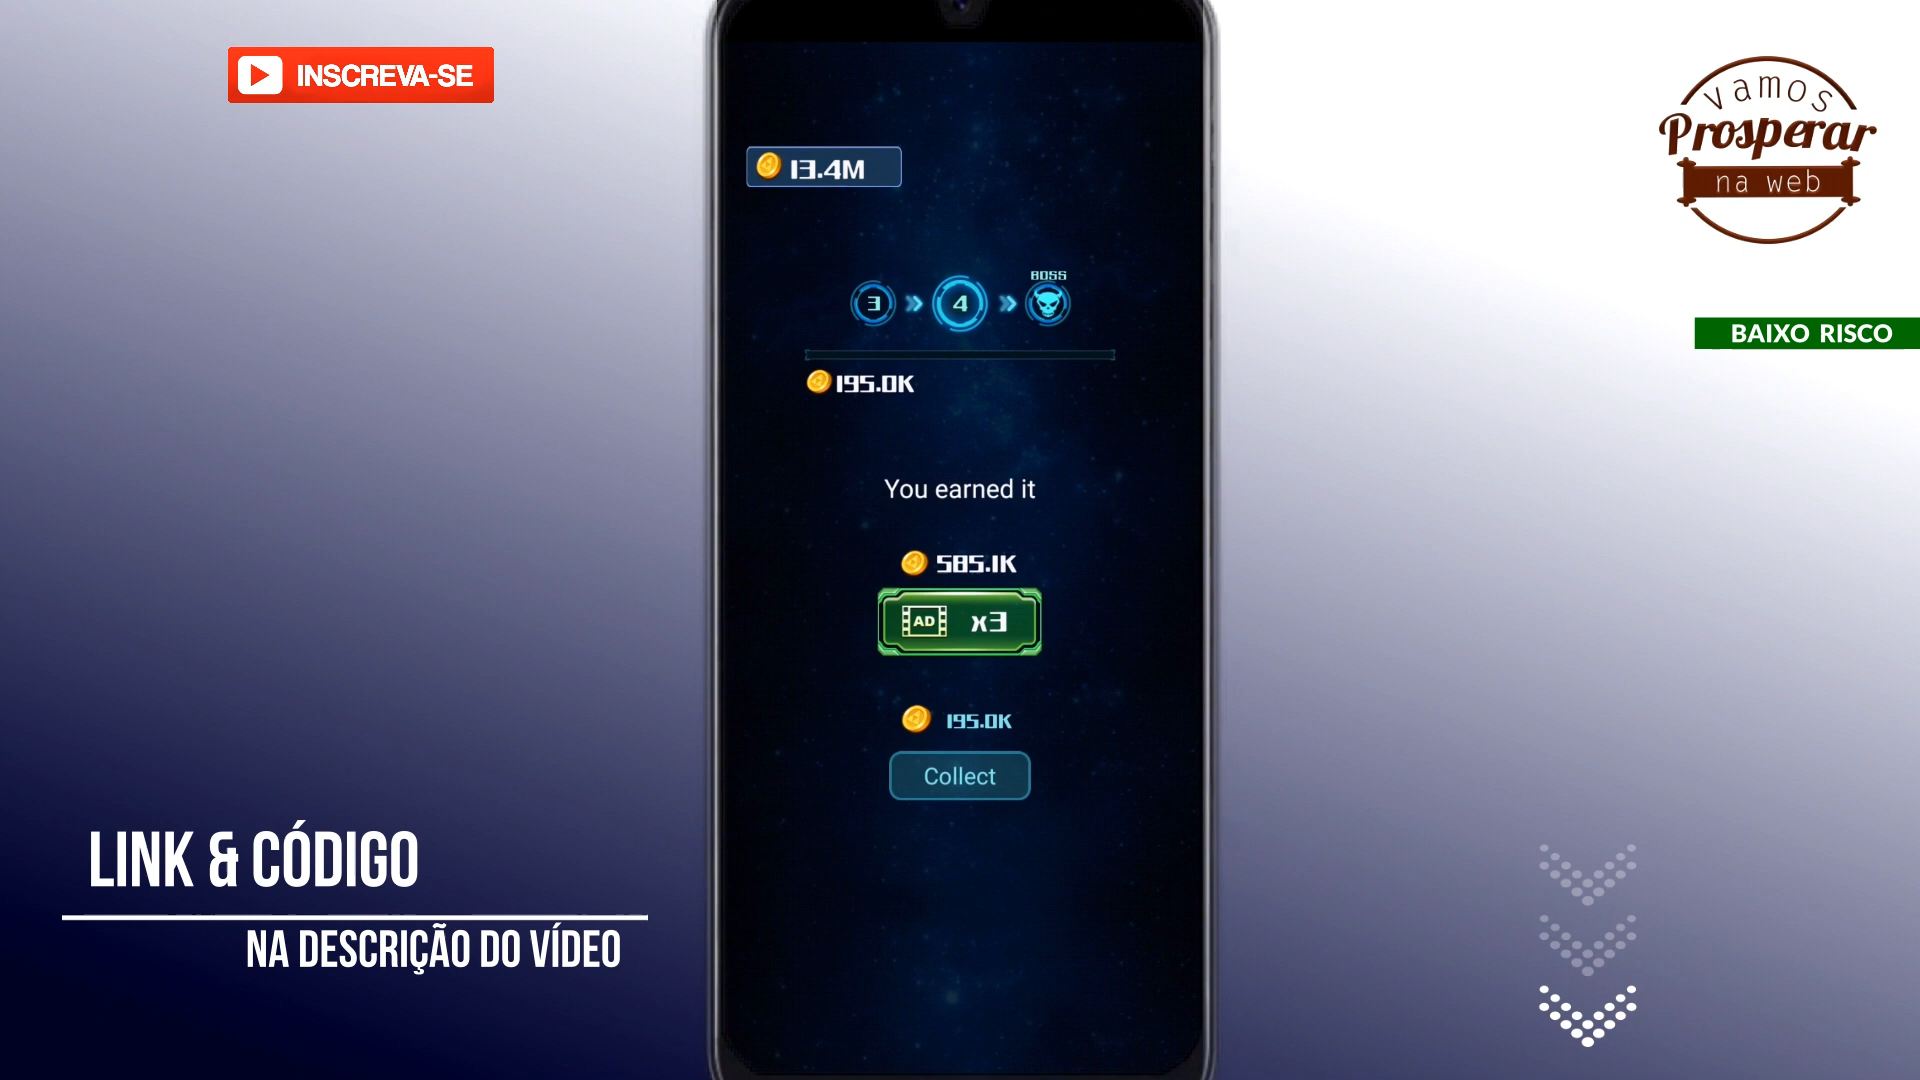 INSCREVA-SE
vamos
Prosperar
na web
13.4M
BOSS
3
4
BAIXO RISCO
195.0K
You earned it
585.1K
AD x3
195.0K
Collect
LINK & CÓDIGO
NA DESCRIÇÃO DO VÍDEO